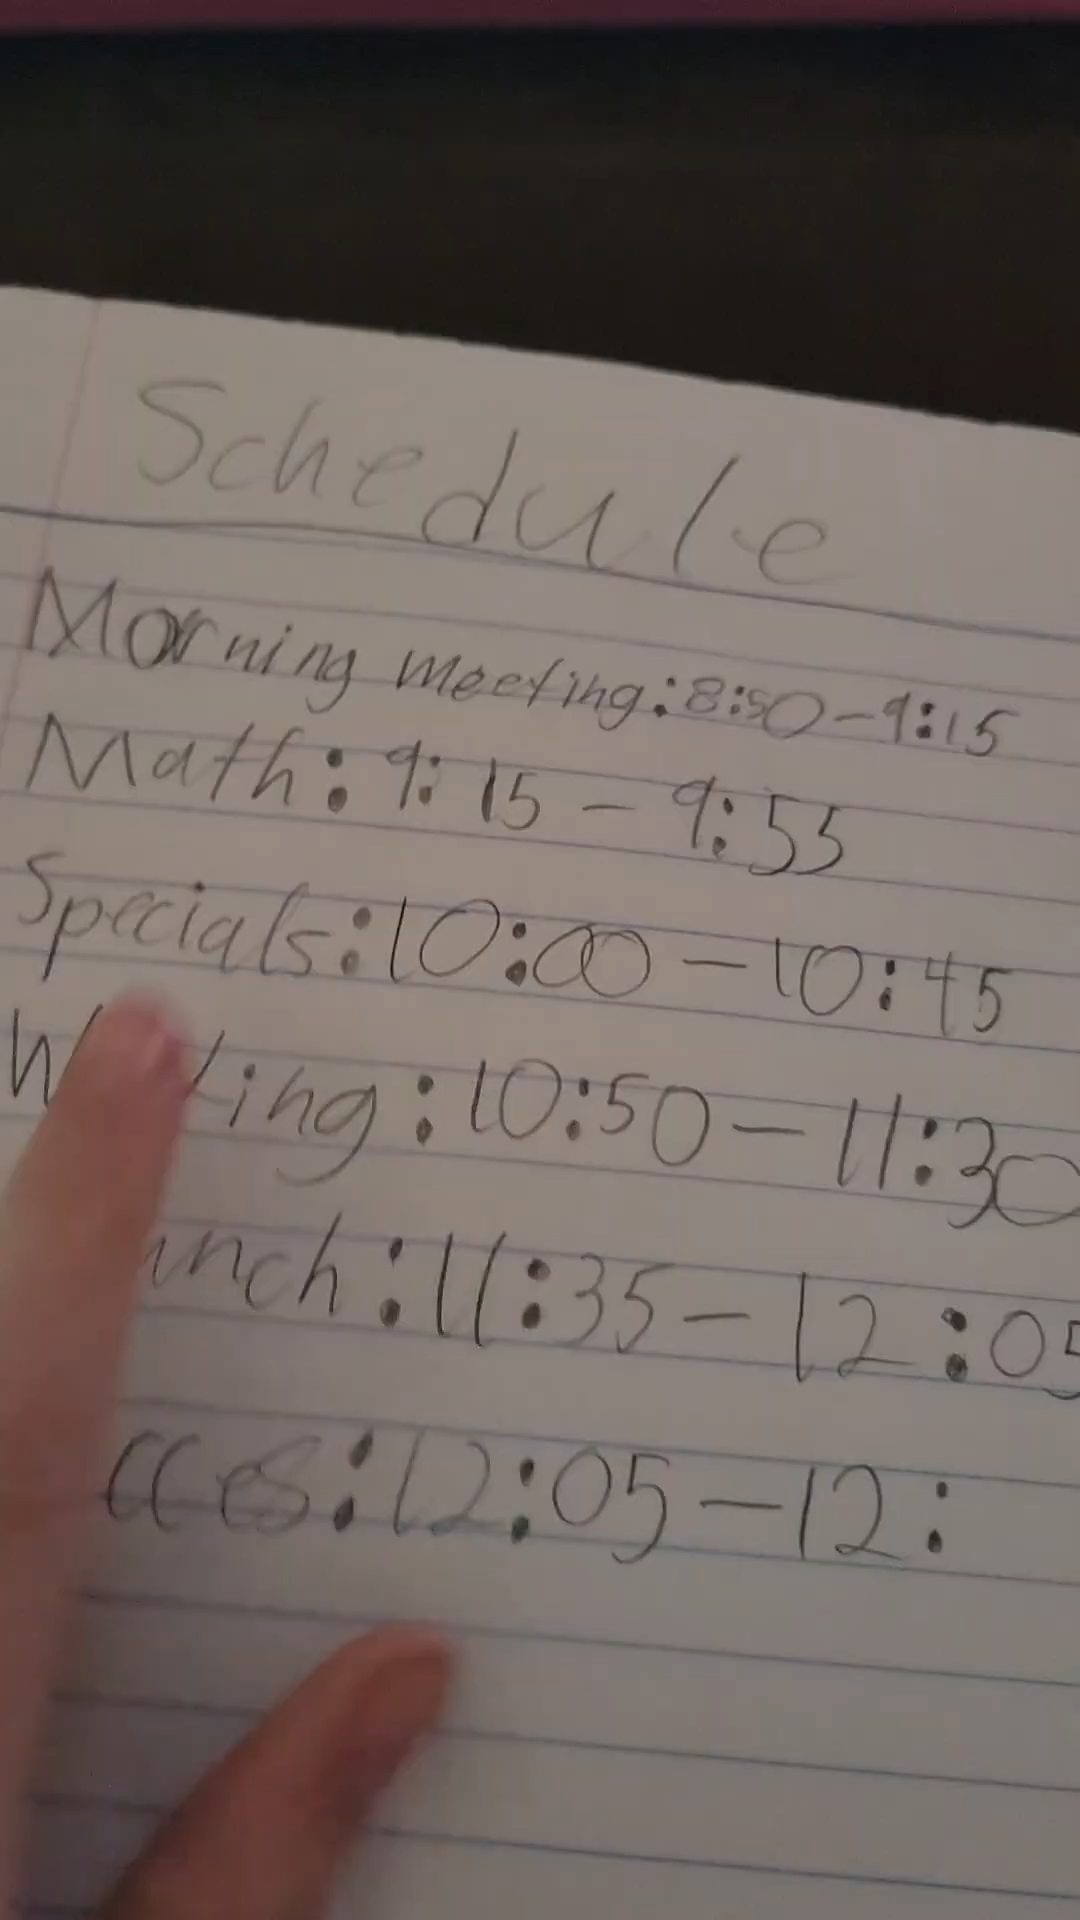 Schedule
Morning meeting:8:50-9:15
Math: 9:15 - 9:55
Specials:10:00-10:45
:10:50-11:30
:11:35-12:05
:12:05-12: